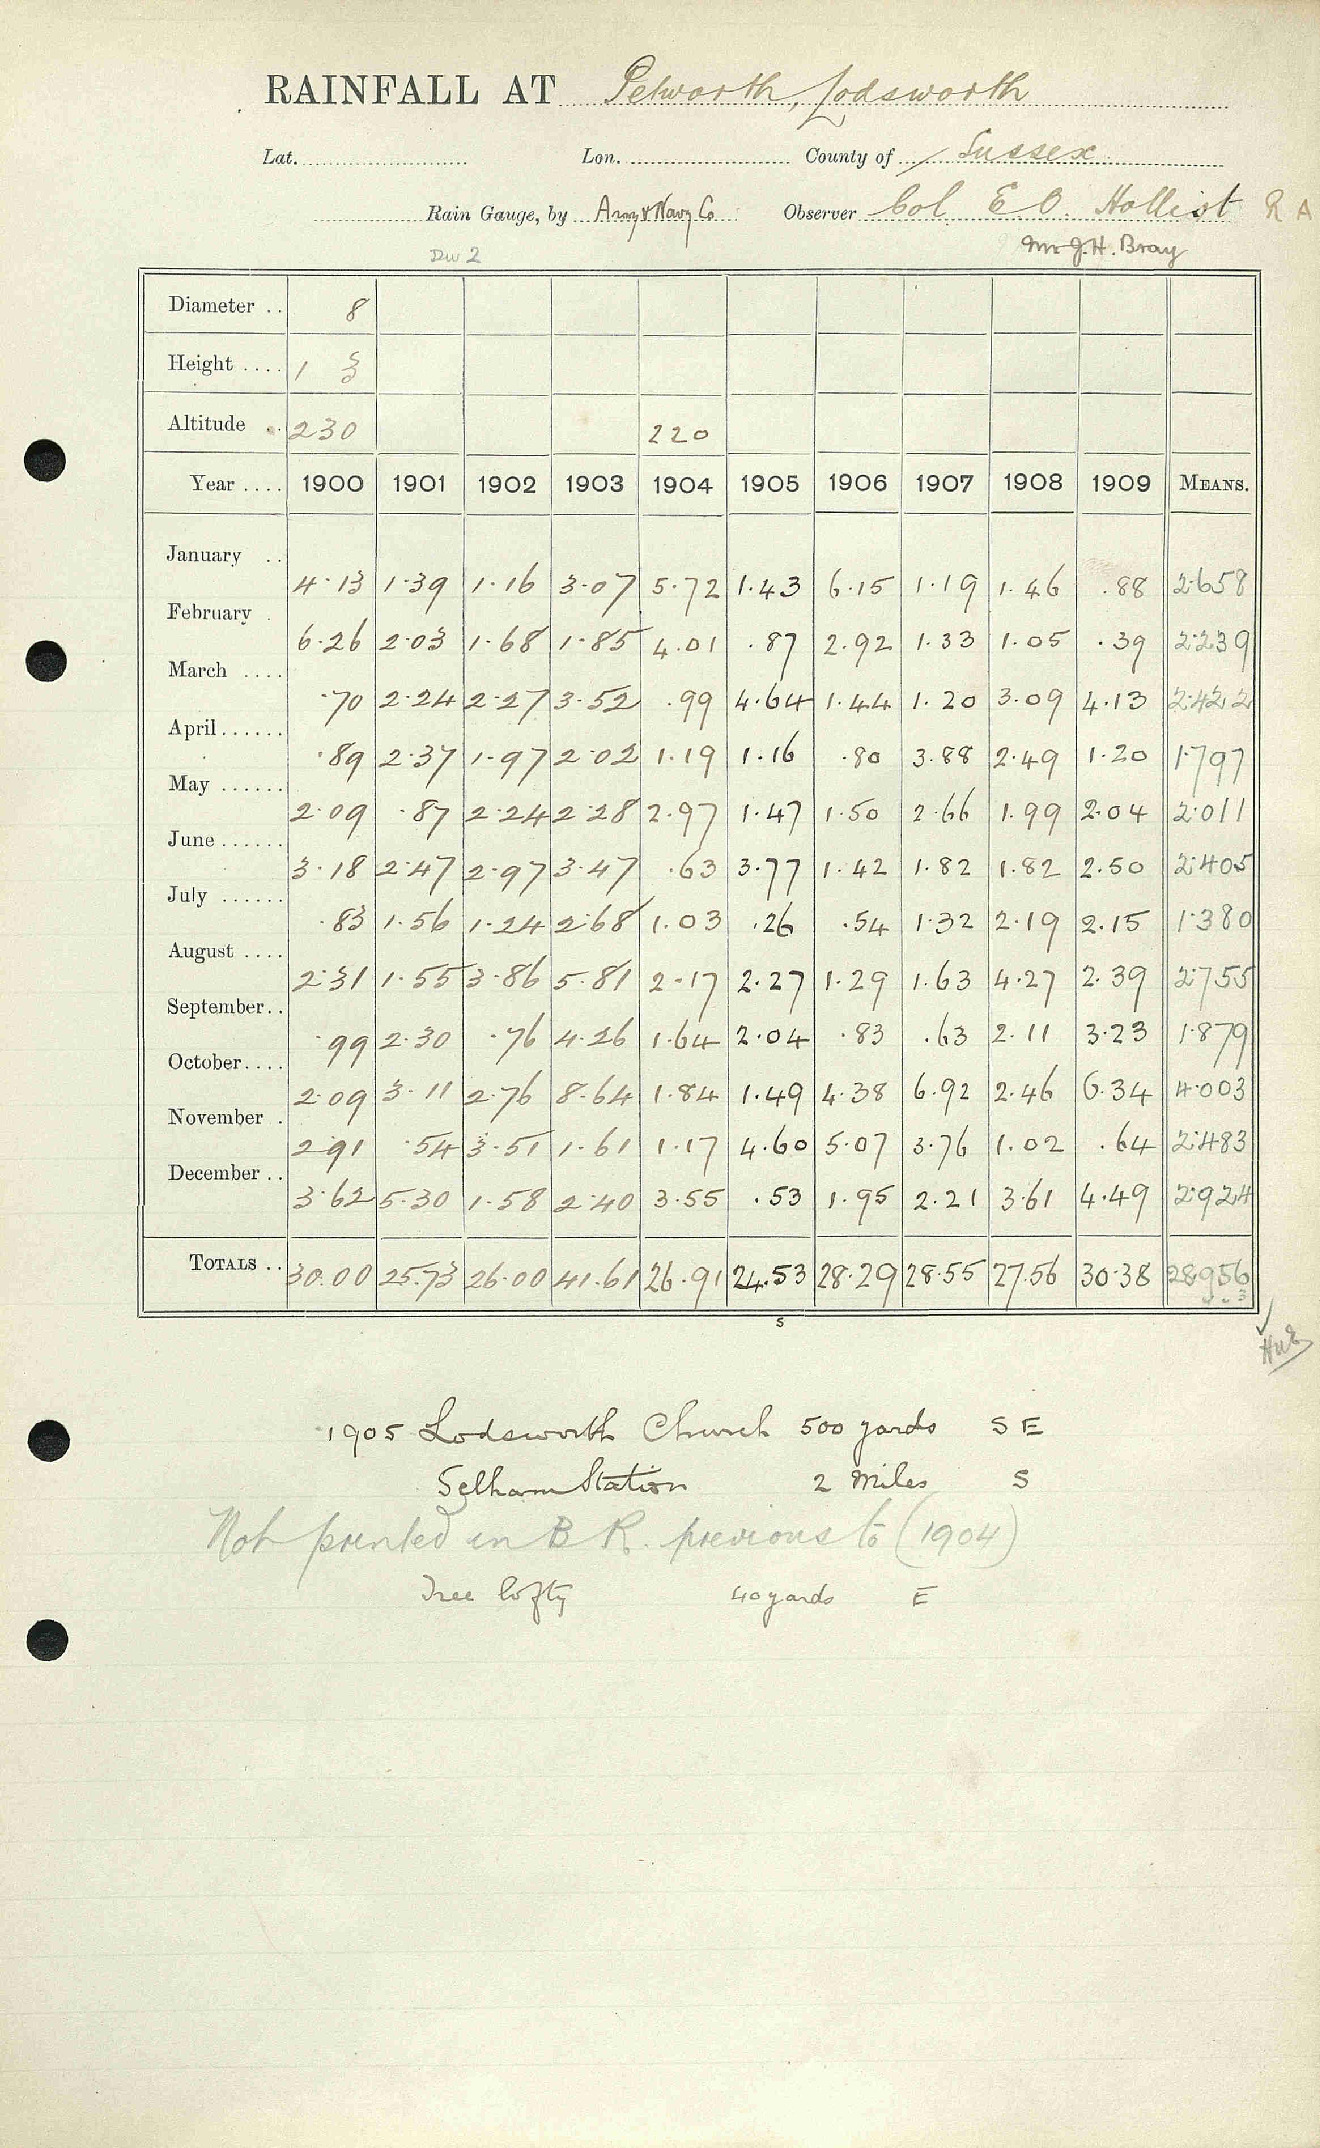 RAINFALL AT Petworth, Lodsworth
Lat. Lon. County of Sussex
Rain Gauge, by Army & Navy Co Observer Col E O. Hollist R A
Mr J.H. Bray
Diameter .. 8
Height .... 1
Altitude .. 230 220
Year .... 1900 1901 1902 1903 1904 1905 1906 1907 1908 1909 MEANS.
January .. 4.13 1.39 1.16 3.07 5.72 1.43 6.15 1.19 1.46 .88 2.658
February . 6.26 2.03 1.68 1.85 4.01 .87 2.92 1.33 1.05 .39 2.239
March .... .70 2.24 2.27 3.52 .99 4.64 1.44 1.20 3.09 4.13 2.422
April...... .89 2.37 1.97 2.02 1.19 1.16 .80 3.88 2.49 1.20 1.797
May ...... 2.09 .87 2.24 2.28 2.97 1.47 1.50 2.66 1.99 2.04 2.011
June ...... 3.18 2.47 2.97 3.47 .63 3.77 1.42 1.82 1.82 2.50 2.405
July ...... .83 1.56 1.24 2.68 1.03 .26 .54 1.32 2.19 2.15 1.380
August .... 2.31 1.55 3.86 5.81 2.17 2.27 1.29 1.63 4.27 2.39 2.755
September.. .99 2.30 .76 4.26 1.64 2.04 .83 .63 2.11 3.23 1.879
October.... 2.09 3.11 2.76 8.64 1.84 1.49 4.38 6.92 2.46 6.34 4.003
November . 2.91 .54 3.51 1.61 1.17 4.60 5.07 3.76 1.02 .64 2.483
December .. 3.62 5.30 1.58 2.40 3.55 .53 1.95 2.21 3.61 4.49 2.924
TOTALS .. 30.00 25.73 26.00 41.61 26.91 24.53 28.29 28.55 27.56 30.38 28.956
s
1905 Lodsworth Church 500 yards S E
Selham Station 2 Miles S
Not printed in B R. previous to (1904)
Tree lofty 40 yards E